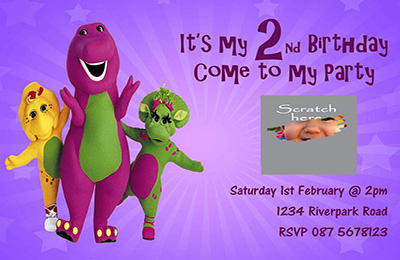 It's My 2nd Birthday
Come to My Party
Scratch
here
Saturday 1st February @ 2pm
1234 Riverpark Road
RSVP 087 5678123